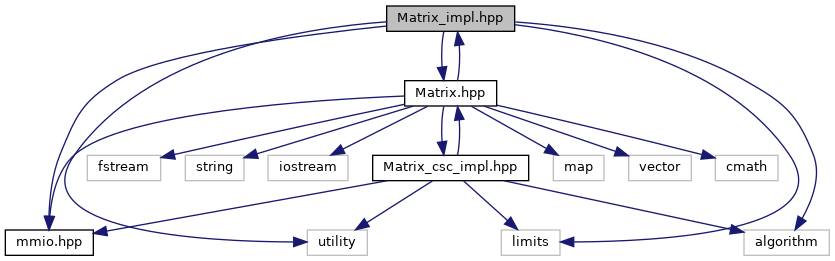 Matrix_impl.hpp
Matrix.hpp
fstream
string
iostream
Matrix_csc_impl.hpp
map
vector
cmath
mmio.hpp
utility
limits
algorithm